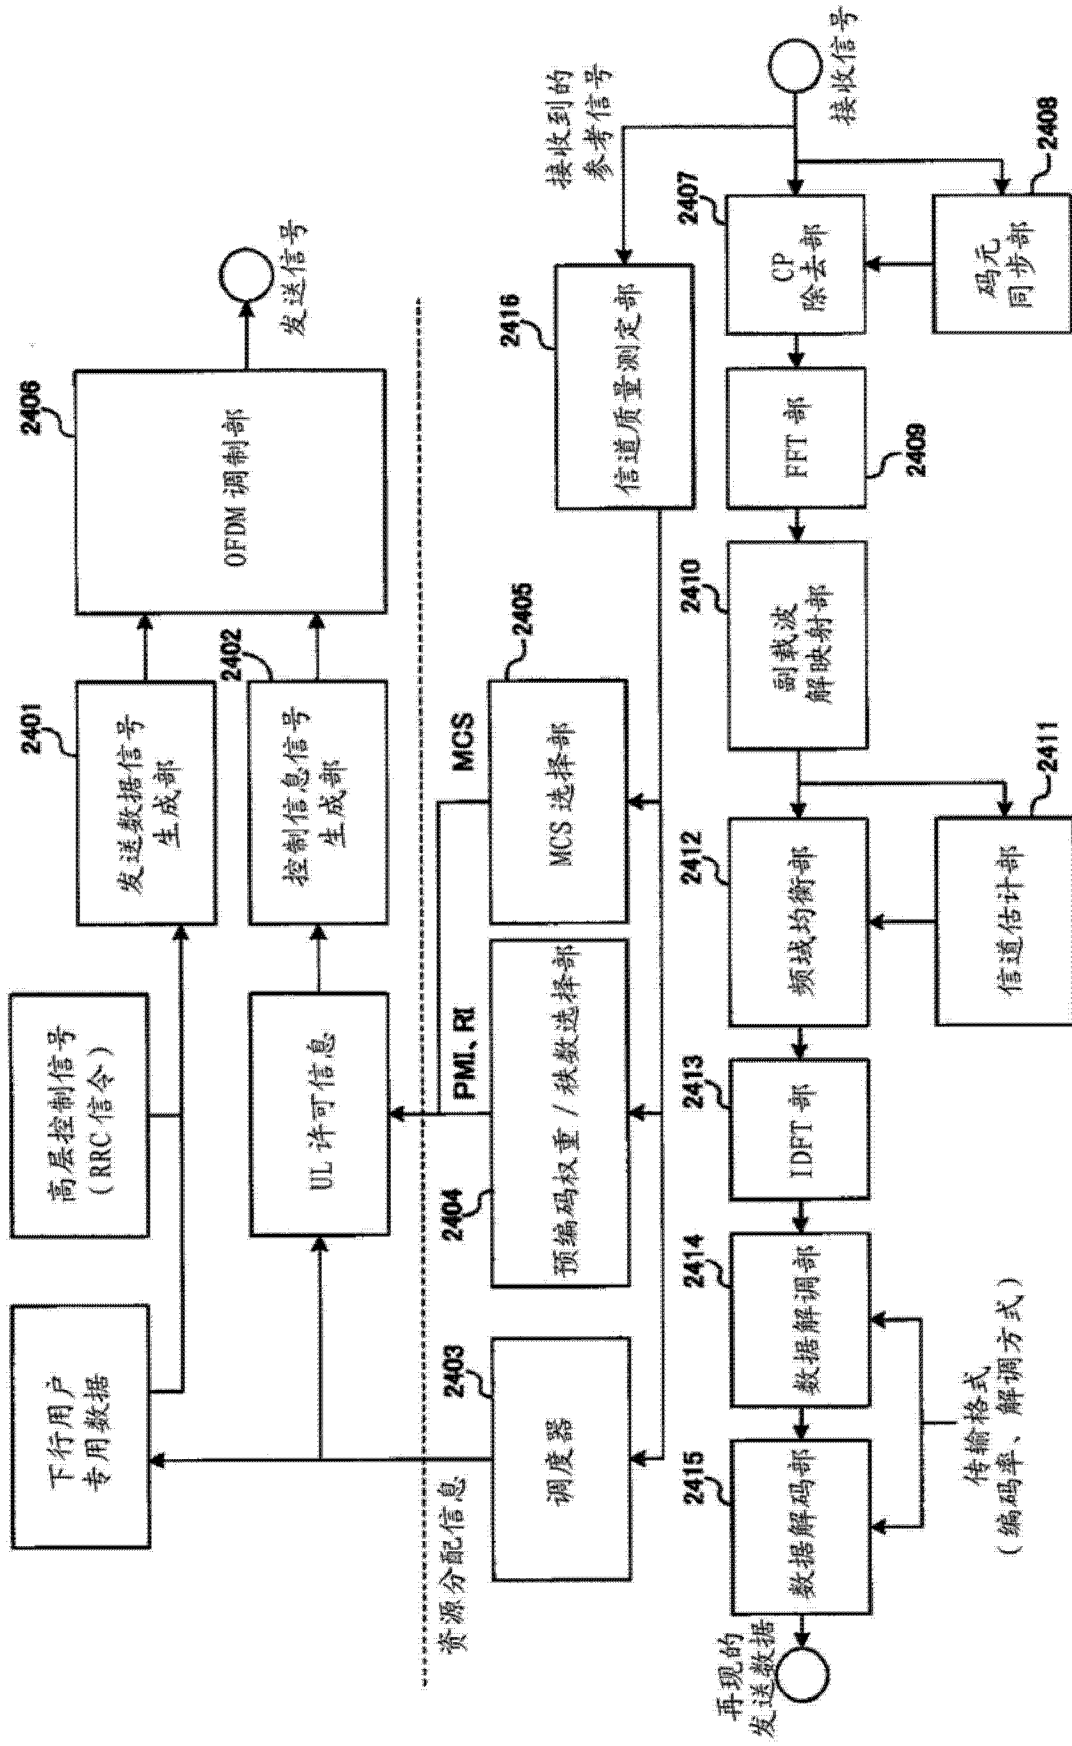 下行用户
专用数据
高层控制信号
(RRC 信令)
2401
发送数据信号
生成部
2406
OFDM 调制部
发送信号
UL 许可信息
2402
控制信息信号
生成部
资源分配信息
PMI、RI
MCS
2403
调度器
2404
预编码权重/秩数选择部
2405
MCS 选择部
2416
信道质量测定部
接收到的
参考信号
再现的
发送数据
2415
数据解码部
2414
数据解调部
2413
IDFT 部
2412
频域均衡部
2410
副载波
解映射部
2409
FFT 部
2407
CP
除去部
接收信号
传输格式
(编码率、解调方式)
2411
信道估计部
2408
码元
同步部